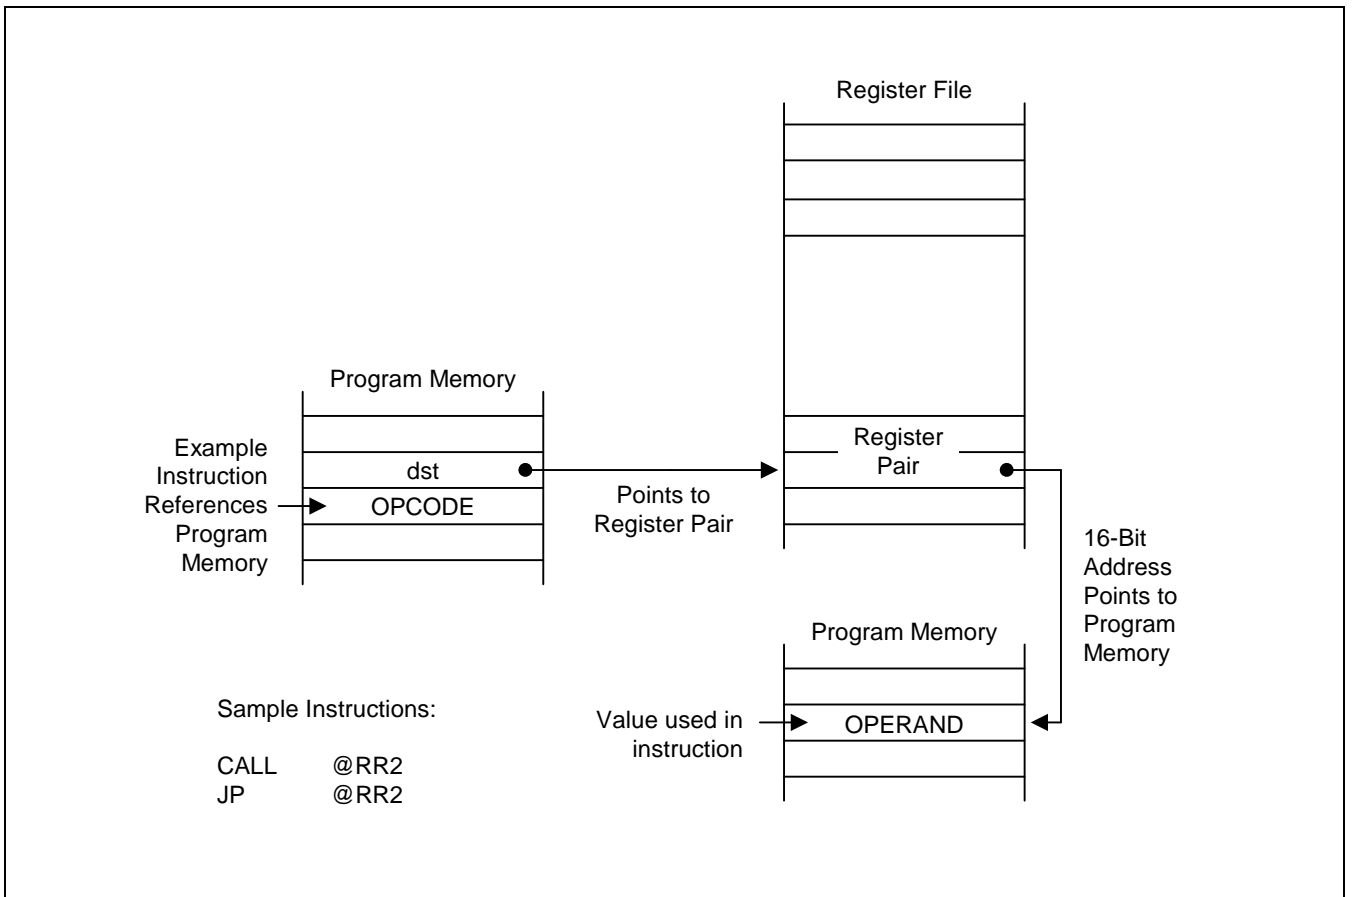 Register File
Program Memory
Example
Instruction
References
Program
Memory
dst
OPCODE
Points to
Register Pair
Register
Pair
16-Bit
Address
Points to
Program
Memory
Program Memory
Value used in
instruction
OPERAND
Sample Instructions:
CALL @RR2
JP @RR2